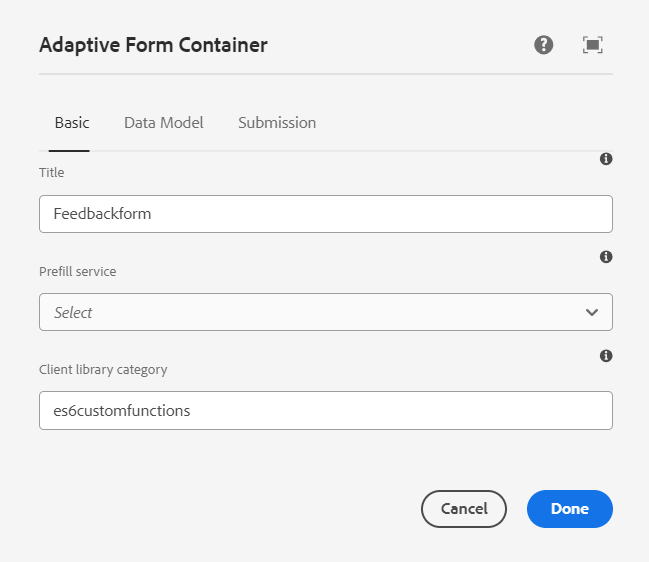 Adaptive Form Container
Basic Data Model Submission
Title
Feedbackform
Prefill service
Select
Client library category
es6customfunctions
Cancel Done